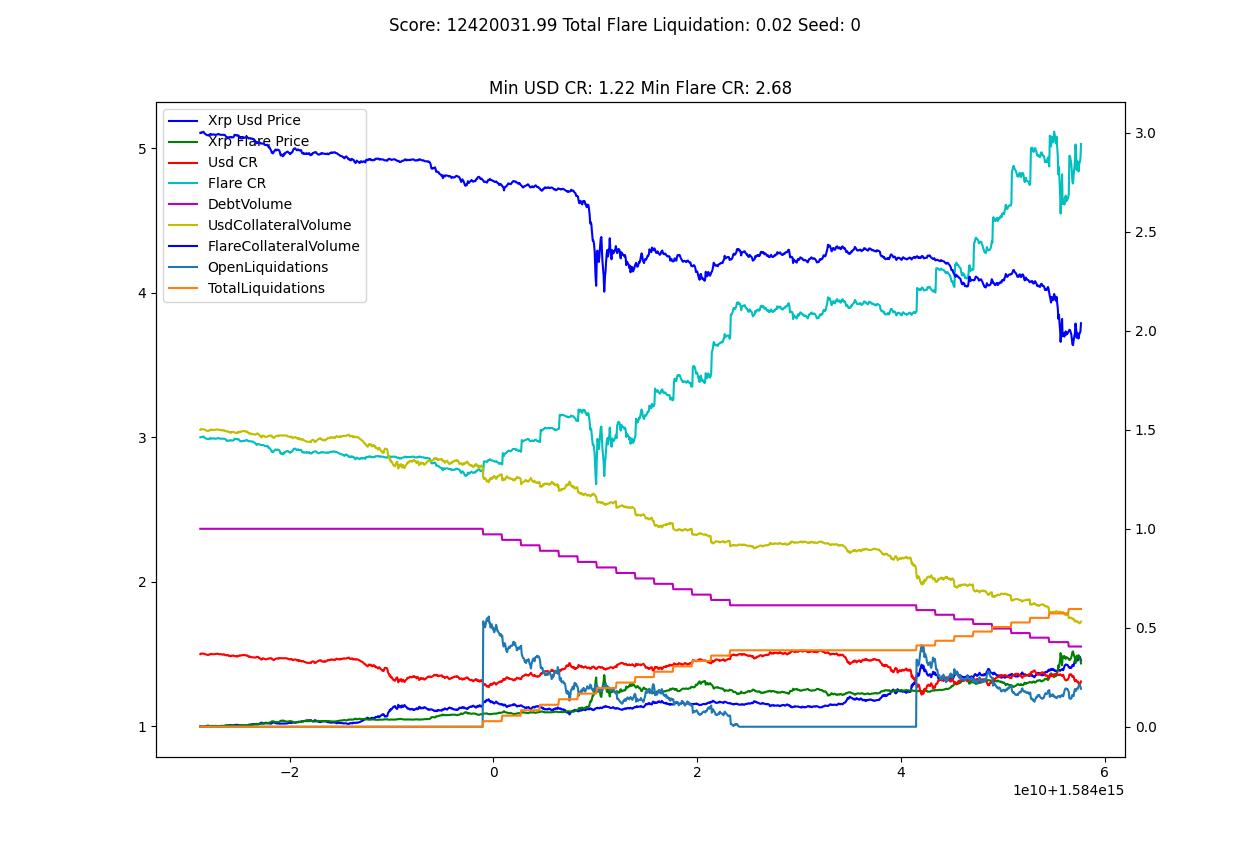 Score: 12420031.99 Total Flare Liquidation: 0.02 Seed: 0
Min USD CR: 1.22 Min Flare CR: 2.68
Xrp Usd Price
Xrp Flare Price
Usd CR
Flare CR
DebtVolume
UsdCollateralVolume
FlareCollateralVolume
OpenLiquidations
TotalLiquidations
5
4
3
2
1
3.0
2.5
2.0
1.5
1.0
0.5
0.0
−2
0
2
4
6
1e10+1.584e15